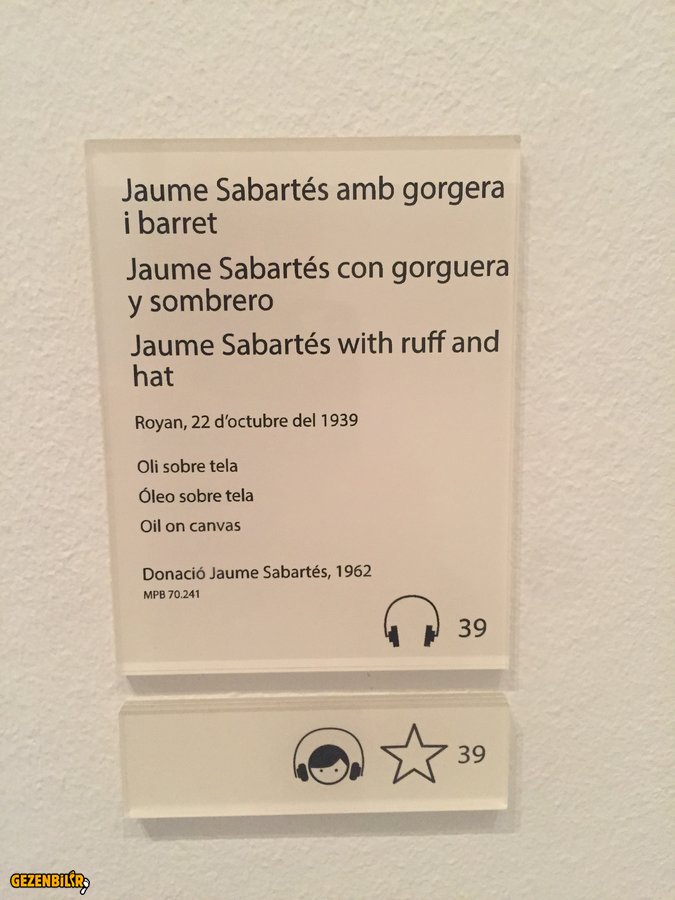 Jaume Sabartés amb gorgera
i barret
Jaume Sabartés con gorguera
y sombrero
Jaume Sabartés with ruff and
hat
Royan, 22 d'octubre del 1939
Oli sobre tela
Óleo sobre tela
Oil on canvas
Donació Jaume Sabartés, 1962
MPB 70.241
39
39
GEZENBİLİR